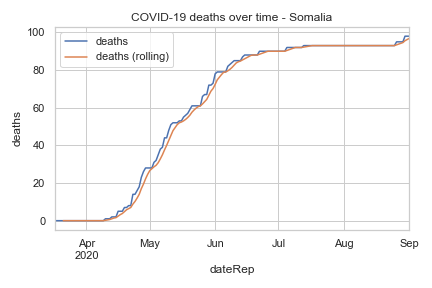 COVID-19 deaths over time - Somalia
deaths
deaths (rolling)
100
80
60
40
20
0
deaths
Apr
2020
May
Jun
Jul
Aug
Sep
dateRep